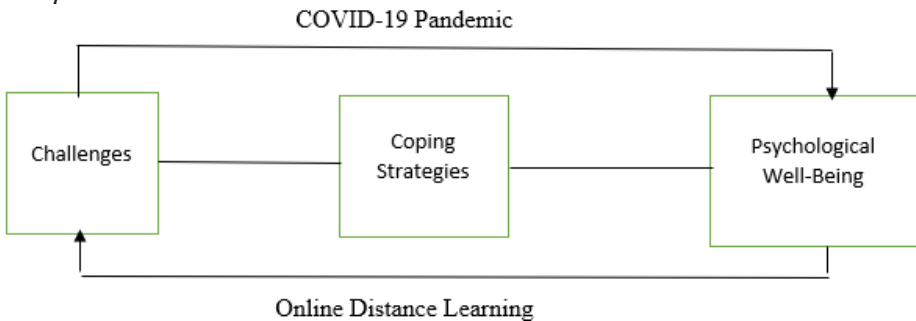 COVID-19 Pandemic
Challenges
Coping
Strategies
Psychological
Well-Being
Online Distance Learning